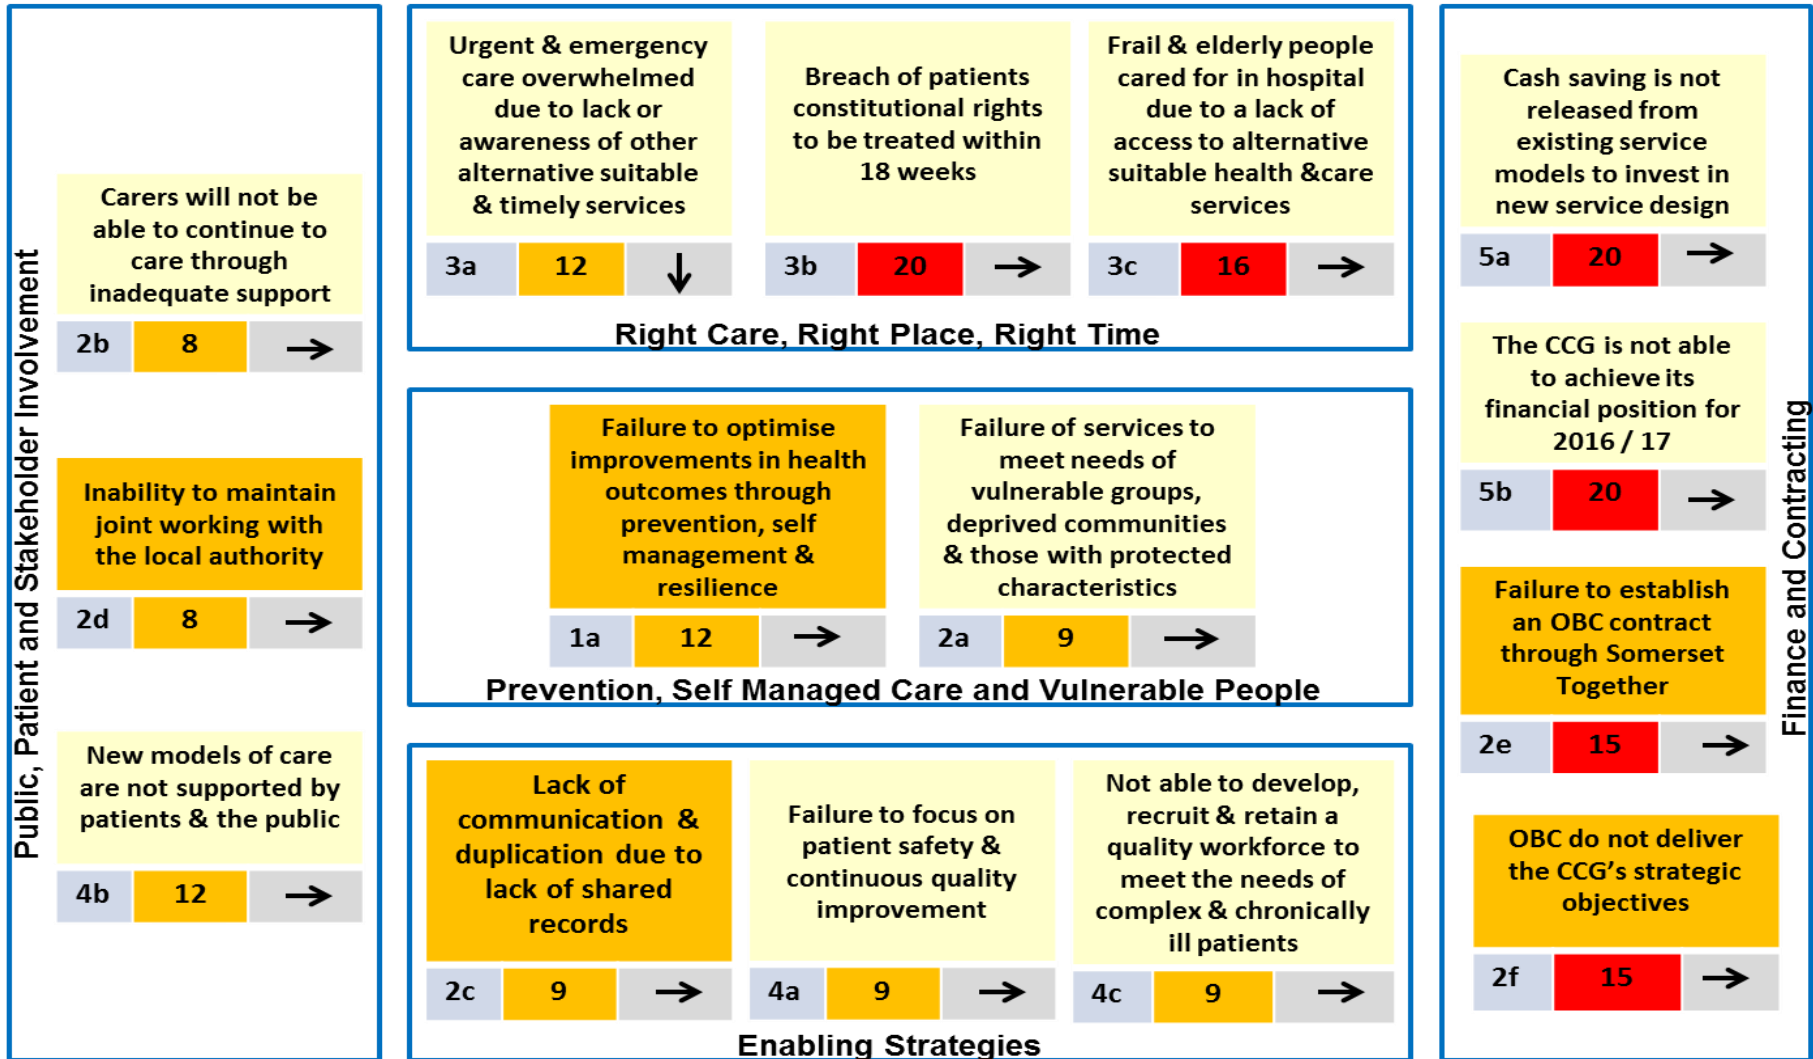 Public, Patient and Stakeholder Involvement
Carers will not be
able to continue to
care through
inadequate support
2b 8 →
Inability to maintain
joint working with
the local authority
2d 8 →
New models of care
are not supported by
patients & the public
4b 12 →
Urgent & emergency
care overwhelmed
due to lack or
awareness of other
alternative suitable
& timely services
3a 12 ↓
Breach of patients
constitutional rights
to be treated within
18 weeks
3b 20 →
Frail & elderly people
cared for in hospital
due to a lack of
access to alternative
suitable health &care
services
3c 16 →
Right Care, Right Place, Right Time
Failure to optimise
improvements in health
outcomes through
prevention, self
management &
resilience
1a 12 →
Failure of services to
meet needs of
vulnerable groups,
deprived communities
& those with protected
characteristics
2a 9 →
Prevention, Self Managed Care and Vulnerable People
Lack of
communication &
duplication due to
lack of shared
records
2c 9 →
Failure to focus on
patient safety &
continuous quality
improvement
4a 9 →
Not able to develop,
recruit & retain a
quality workforce to
meet the needs of
complex & chronically
ill patients
4c 9 →
Enabling Strategies
Cash saving is not
released from
existing service
models to invest in
new service design
5a 20 →
The CCG is not able
to achieve its
financial position for
2016 / 17
5b 20 →
Failure to establish
an OBC contract
through Somerset
Together
2e 15 →
OBC do not deliver
the CCG's strategic
objectives
2f 15 →
Finance and Contracting